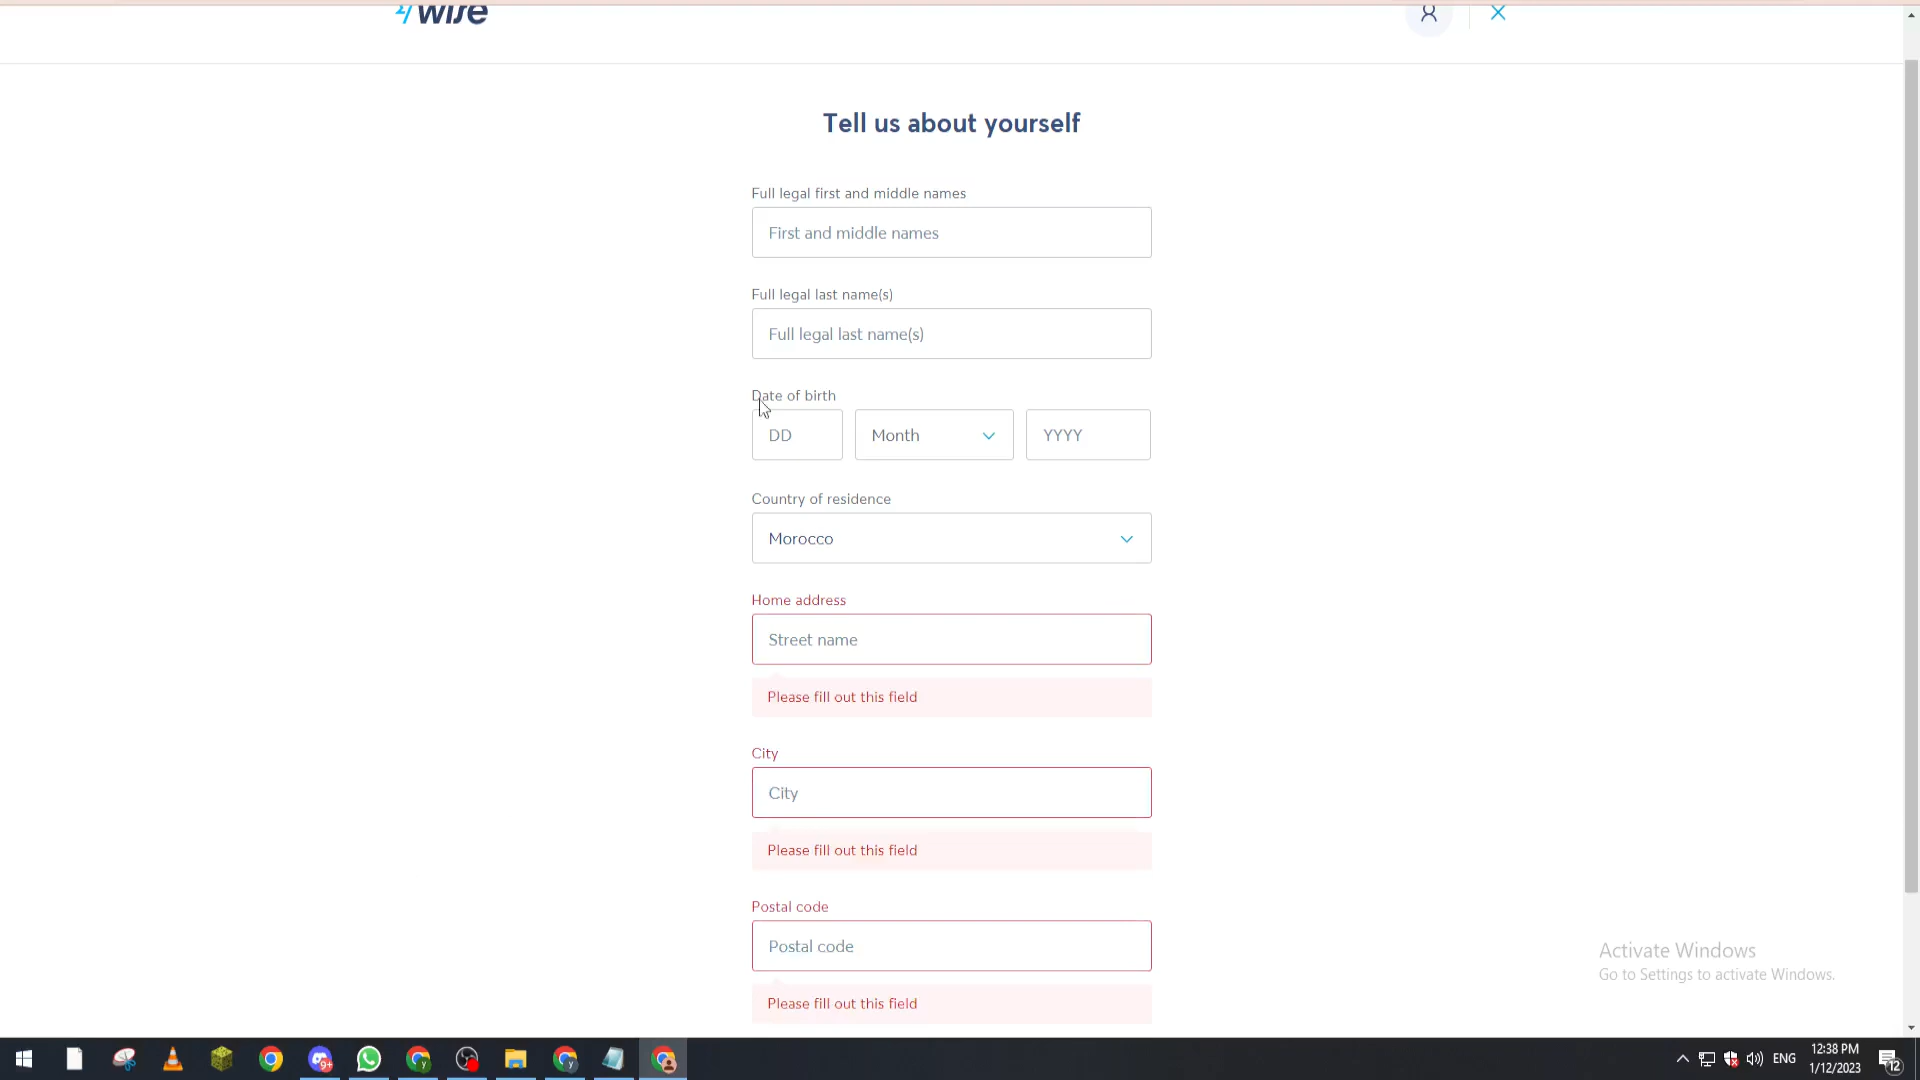 wise
Tell us about yourself
Full legal first and middle names
First and middle names
Full legal last name(s)
Full legal last name(s)
Date of birth
DD Month YYYY
Country of residence
Morocco
Home address
Street name
Please fill out this field
City
City
Please fill out this field
Postal code
Postal code
Please fill out this field
Activate Windows
Go to Settings to activate Windows.
9+
ENG
12:38 PM
1/12/2023
12